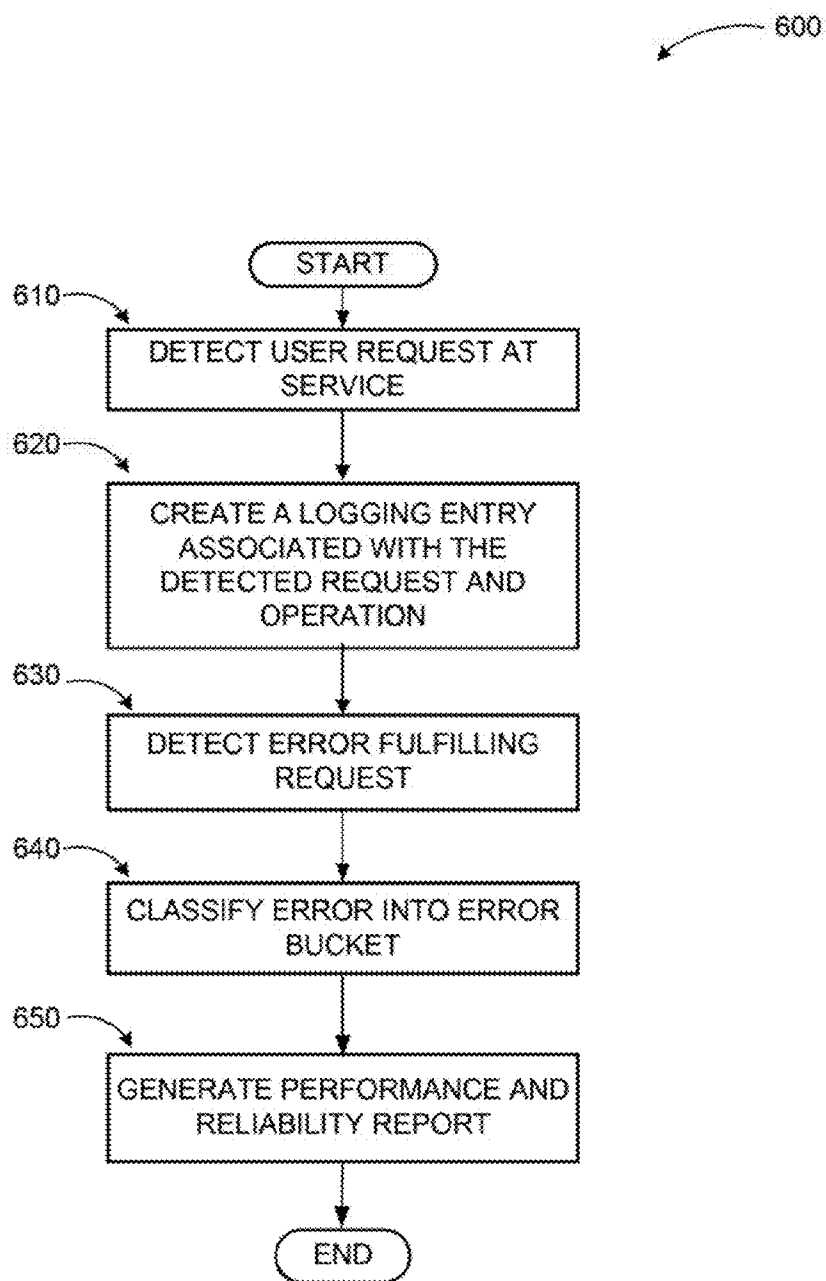 600
START
610
DETECT USER REQUEST AT
SERVICE
620
CREATE A LOGGING ENTRY
ASSOCIATED WITH THE
DETECTED REQUEST AND
OPERATION
630
DETECT ERROR FULFILLING
REQUEST
640
CLASSIFY ERROR INTO ERROR
BUCKET
650
GENERATE PERFORMANCE AND
RELIABILITY REPORT
END